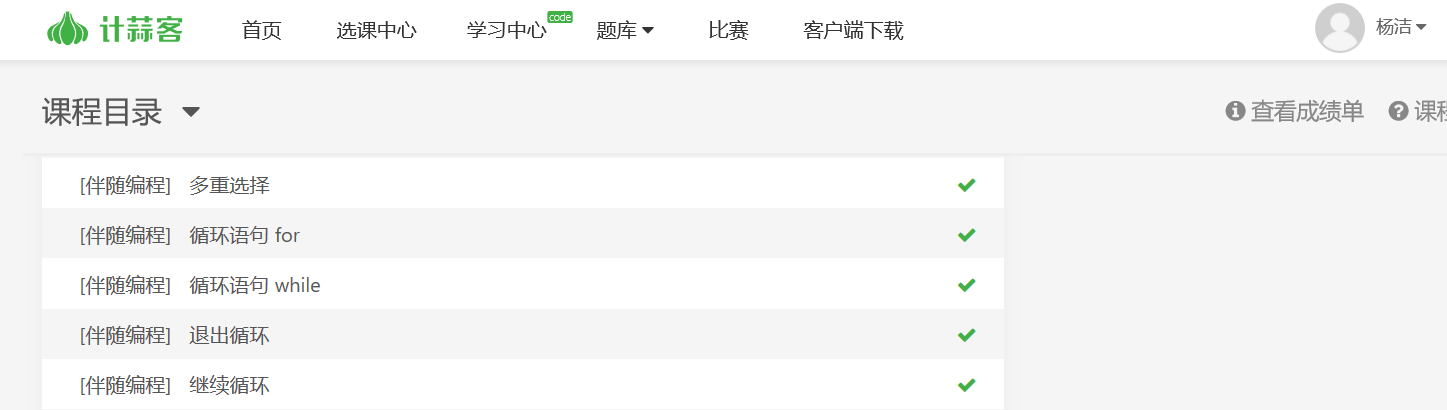 计蒜客 首页 选课中心 学习中心 code 题库 比赛 客户端下载 杨洁
课程目录 查看成绩单 课程
[伴随编程] 多重选择
[伴随编程] 循环语句 for
[伴随编程] 循环语句 while
[伴随编程] 退出循环
[伴随编程] 继续循环